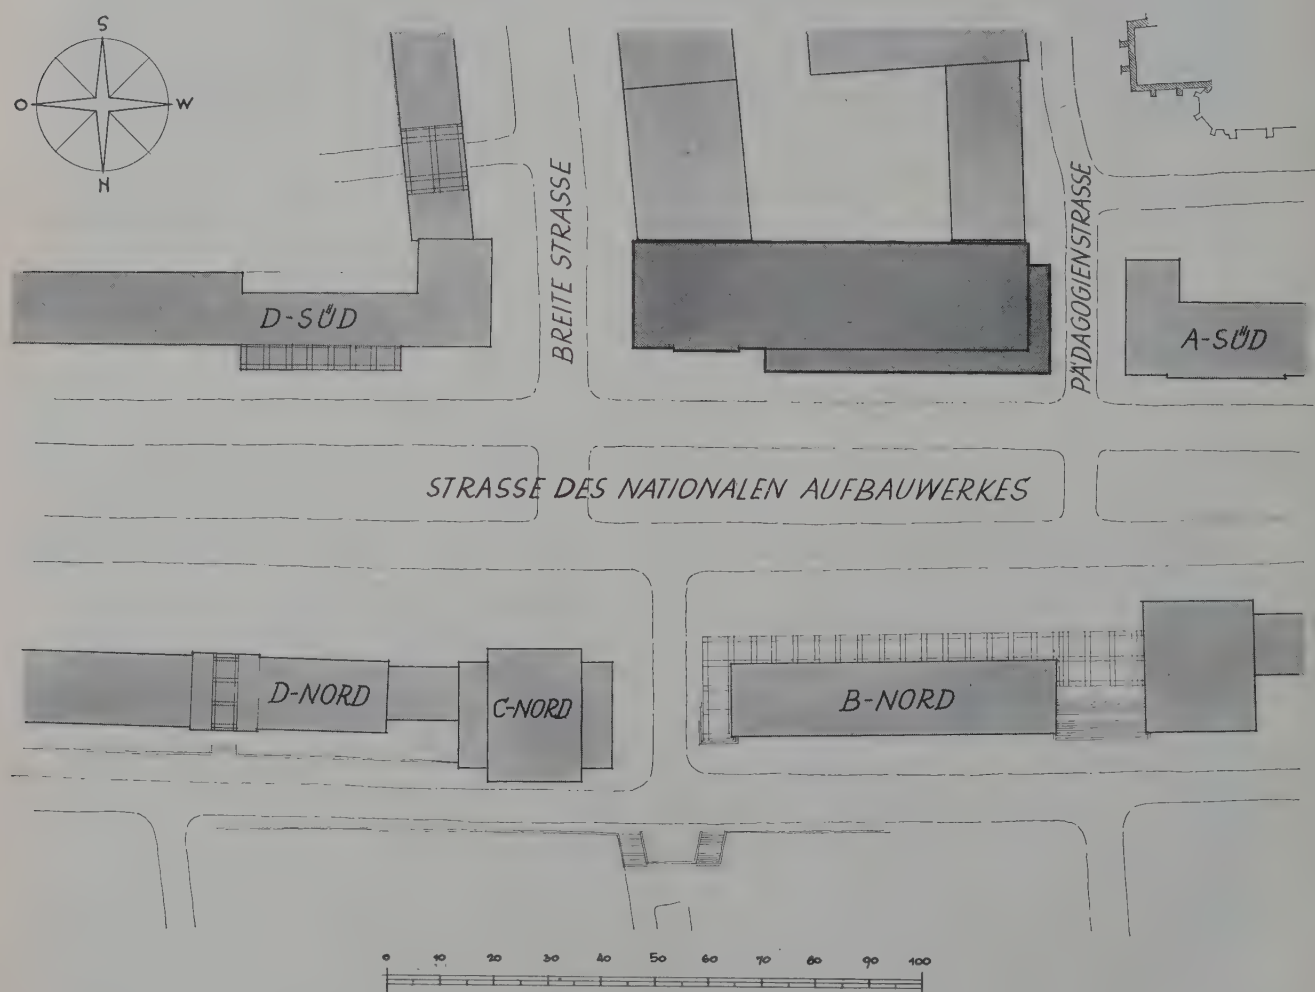 S
O
W
N
BREITE STRASSE
PÄDAGOGIENSTRASSE
D-SÜD
A-SÜD
STRASSE DES NATIONALEN AUFBAUWERKES
D-NORD
C-NORD
B-NORD
0 10 20 30 40 50 60 70 80 90 100